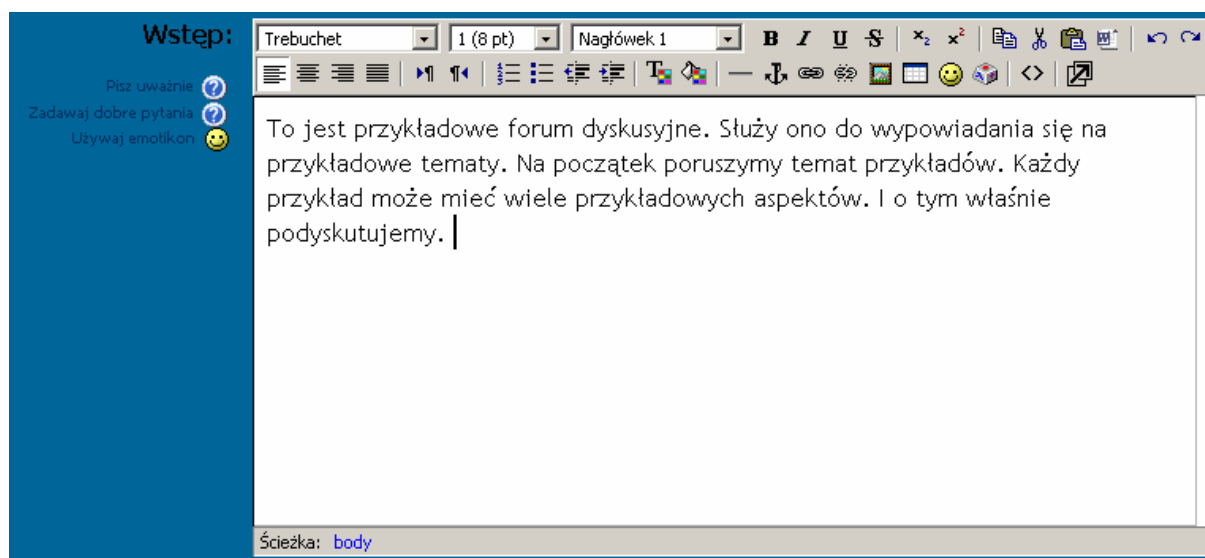 Wstęp:
Trebuchet 1 (8 pt) Nagłówek 1 B I U S x₂ x²
Pisz uważnie
Zadawaj dobre pytania
Używaj emotikon
To jest przykładowe forum dyskusyjne. Służy ono do wypowiadania się na
przykładowe tematy. Na początek poruszymy temat przykładów. Każdy
przykład może mieć wiele przykładowych aspektów. I o tym właśnie
podyskutujemy.
Ścieżka: body